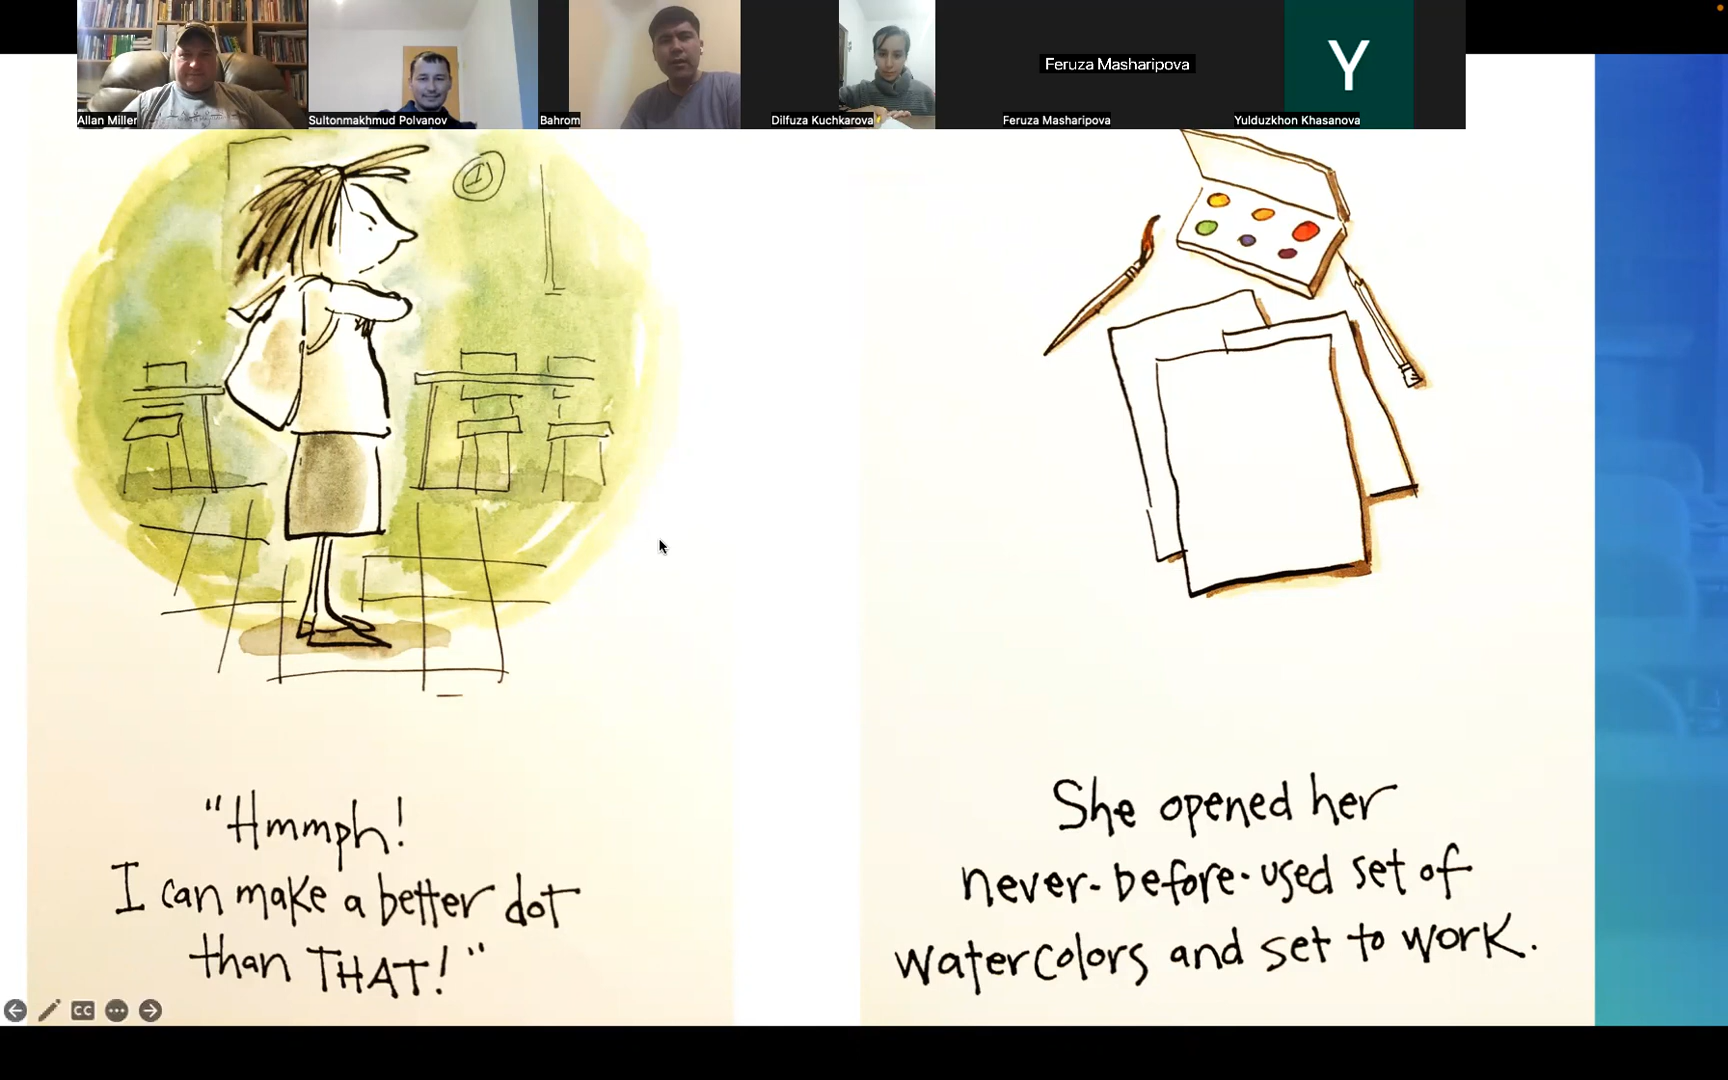 Allan Miller
Sultonmakhmud Polvanov
Bahrom
Dilfuza Kuchkarova
Feruza Masharipova
Feruza Masharipova
Y
Yulduzkhon Khasanova
"Hmmph!
I can make a better dot
than THAT!"
She opened her
never-before-used set of
watercolors and set to work.
CC